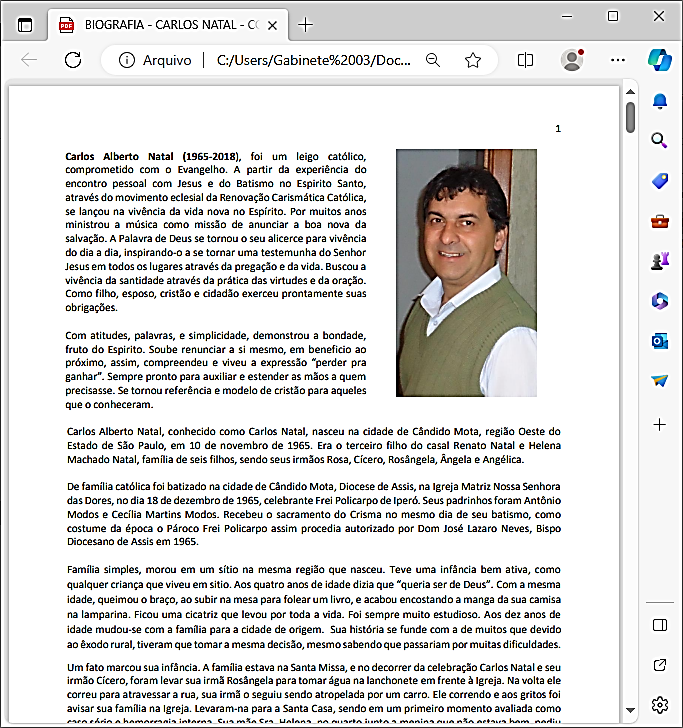 BIOGRAFIA - CARLOS NATAL - CO
Arquivo | C:/Users/Gabinete%2003/Doc...
1
Carlos Alberto Natal (1965-2018), foi um leigo católico,
comprometido com o Evangelho. A partir da experiência do
encontro pessoal com Jesus e do Batismo no Espirito Santo,
através do movimento eclesial da Renovação Carismática Católica,
se lançou na vivência da vida nova no Espírito. Por muitos anos
ministrou a música como missão de anunciar a boa nova da
salvação. A Palavra de Deus se tornou o seu alicerce para vivência
do dia a dia, inspirando-o a se tornar uma testemunha do Senhor
Jesus em todos os lugares através da pregação e da vida. Buscou a
vivência da santidade através da prática das virtudes e da oração.
Como filho, esposo, cristão e cidadão exerceu prontamente suas
obrigações.
Com atitudes, palavras, e simplicidade, demonstrou a bondade,
fruto do Espirito. Soube renunciar a si mesmo, em beneficio ao
próximo, assim, compreendeu e viveu a expressão “perder pra
ganhar”. Sempre pronto para auxiliar e estender as mãos a quem
precisasse. Se tornou referência e modelo de cristão para aqueles
que o conheceram.
Carlos Alberto Natal, conhecido como Carlos Natal, nasceu na cidade de Cândido Mota, região Oeste do
Estado de São Paulo, em 10 de novembro de 1965. Era o terceiro filho do casal Renato Natal e Helena
Machado Natal, família de seis filhos, sendo seus irmãos Rosa, Cícero, Rosângela, Ângela e Angélica.
De família católica foi batizado na cidade de Cândido Mota, Diocese de Assis, na Igreja Matriz Nossa Senhora
das Dores, no dia 18 de dezembro de 1965, celebrante Frei Policarpo de Iperó. Seus padrinhos foram Antônio
Modos e Cecília Martins Modos. Recebeu o sacramento do Crisma no mesmo dia de seu batismo, como
costume da época o Pároco Frei Policarpo assim procedia autorizado por Dom José Lazaro Neves, Bispo
Diocesano de Assis em 1965.
Família simples, morou em um sítio na mesma região que nasceu. Teve uma infância bem ativa, como
qualquer criança que viveu em sitio. Aos quatro anos de idade dizia que “queria ser de Deus”. Com a mesma
idade, queimou o braço, ao subir na mesa para folear um livro, e acabou encostando a manga da sua camisa
na lamparina. Ficou uma cicatriz que levou por toda a vida. Foi sempre muito estudioso. Aos dez anos de
idade mudou-se com a família para a cidade de origem. Sua história se funde com a de muitos que devido
ao êxodo rural, tiveram que tomar a mesma decisão, mesmo sabendo que passariam por muitas dificuldades.
Um fato marcou sua infância. A família estava na Santa Missa, e no decorrer da celebração Carlos Natal e seu
irmão Cícero, foram levar sua irmã Rosângela para tomar água na lanchonete em frente à Igreja. Na volta ele
correu para atravessar a rua, sua irmã o seguiu sendo atropelada por um carro. Ele correndo e aos gritos foi
avisar sua família na Igreja. Levaram-na para a Santa Casa, sendo em um primeiro momento avaliada como
caso sério e hemorragia interna. Sua mãe Sra. Helena, no quarto junto a menina que não estava bem, pediu